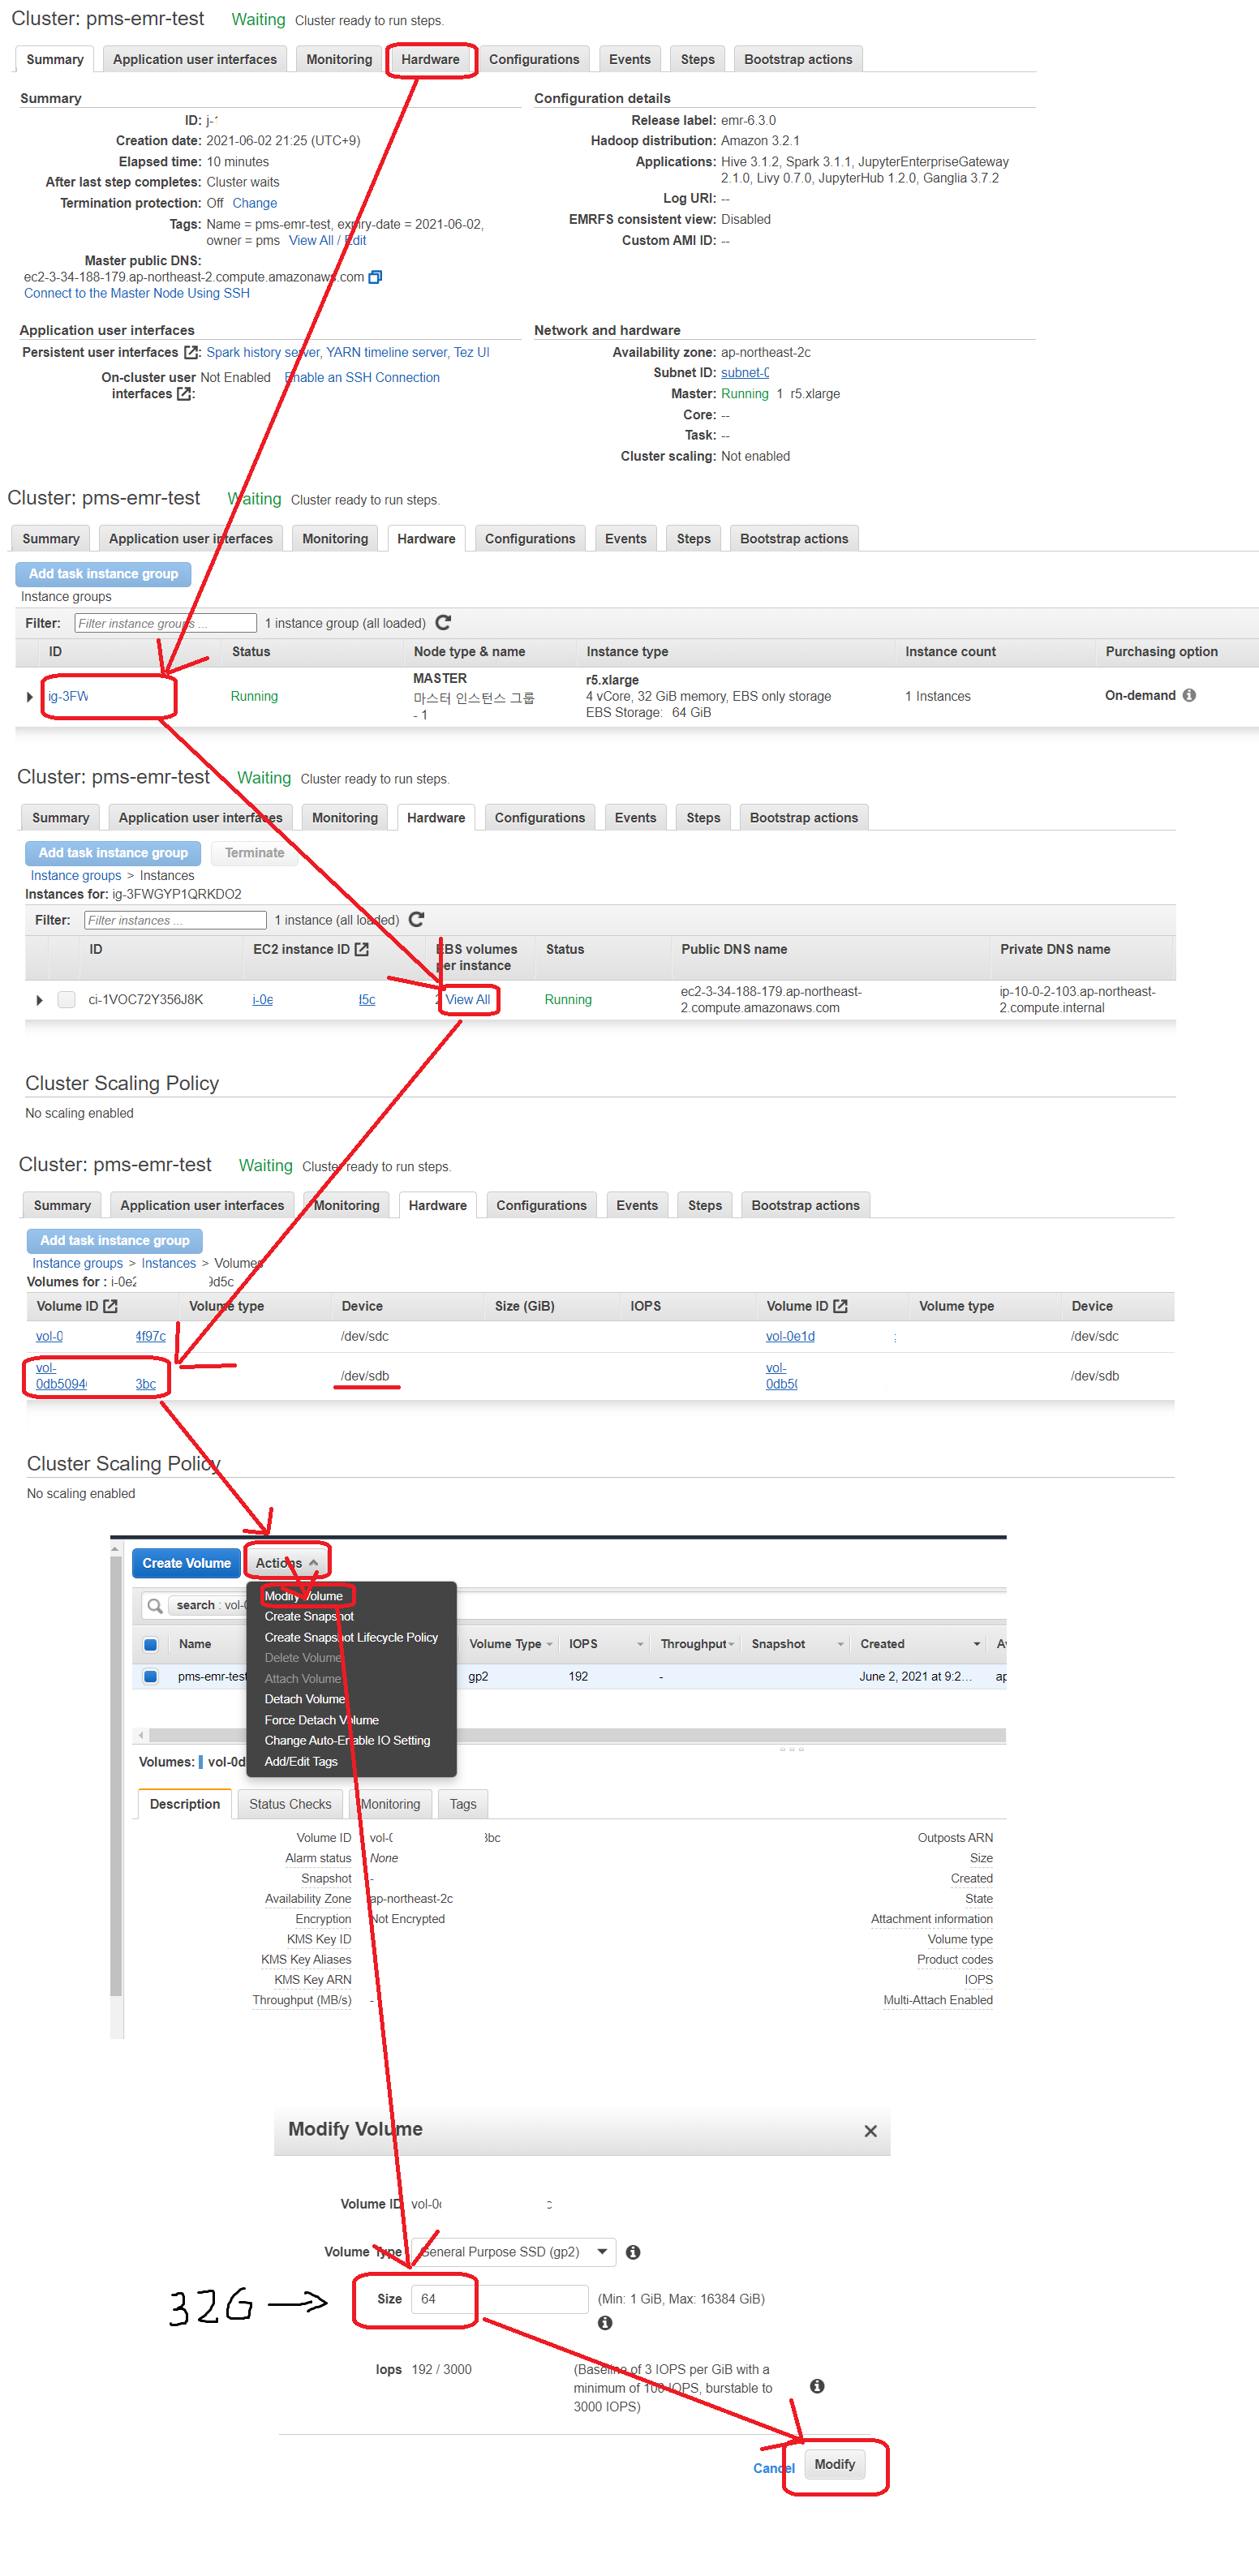 Cluster: pms-emr-test Waiting Cluster ready to run steps.
Summary Application user interfaces Monitoring Hardware Configurations Events Steps Bootstrap actions
Summary
ID: j-
Creation date: 2021-06-02 21:25 (UTC+9)
Elapsed time: 10 minutes
After last step completes: Cluster waits
Termination protection: Off Change
Tags: Name = pms-emr-test, expiry-date = 2021-06-02,
owner = pms View All / Edit
Master public DNS:
ec2-3-34-188-179.ap-northeast-2.compute.amazonaws.com
Connect to the Master Node Using SSH
Configuration details
Release label: emr-6.3.0
Hadoop distribution: Amazon 3.2.1
Applications: Hive 3.1.2, Spark 3.1.1, JupyterEnterpriseGateway
2.1.0, Livy 0.7.0, JupyterHub 1.2.0, Ganglia 3.7.2
Log URI: --
EMRFS consistent view: Disabled
Custom AMI ID: --
Application user interfaces
Persistent user interfaces : Spark history server, YARN timeline server, Tez UI
On-cluster user Not Enabled Enable an SSH Connection
interfaces :
Network and hardware
Availability zone: ap-northeast-2c
Subnet ID: subnet-0
Master: Running 1 r5.xlarge
Core: --
Task: --
Cluster scaling: Not enabled
Cluster: pms-emr-test Waiting Cluster ready to run steps.
Summary Application user interfaces Monitoring Hardware Configurations Events Steps Bootstrap actions
Add task instance group
Instance groups
Filter: Filter instance groups ... 1 instance group (all loaded)
ID Status Node type & name Instance type Instance count Purchasing option
ig-3FW Running MASTER r5.xlarge 1 Instances On-demand
마스터 인스턴스 그룹 4 vCore, 32 GiB memory, EBS only storage
- 1 EBS Storage: 64 GiB
Cluster: pms-emr-test Waiting Cluster ready to run steps.
Summary Application user interfaces Monitoring Hardware Configurations Events Steps Bootstrap actions
Add task instance group Terminate
Instance groups > Instances
Instances for: ig-3FWGYP1QRKDO2
Filter: Filter instances ... 1 instance (all loaded)
ID EC2 instance ID EBS volumes per instance Status Public DNS name Private DNS name
ci-1VOC72Y356J8K i-0e 5c 2 View All Running ec2-3-34-188-179.ap-northeast- ip-10-0-2-103.ap-northeast-
2.compute.amazonaws.com 2.compute.internal
Cluster Scaling Policy
No scaling enabled
Cluster: pms-emr-test Waiting Cluster ready to run steps.
Summary Application user interfaces Monitoring Hardware Configurations Events Steps Bootstrap actions
Add task instance group
Instance groups > Instances > Volumes
Volumes for : i-0e2 9d5c
Volume ID Volume type Device Size (GiB) IOPS Volume ID Volume type Device
vol-0 4f97c /dev/sdc vol-0e1d /dev/sdc
vol- /dev/sdb vol- /dev/sdb
0db5094 3bc 0db5
Cluster Scaling Policy
No scaling enabled
Create Volume Actions
search : vol-
Modify Volume
Create Snapshot
Create Snapshot Lifecycle Policy
Delete Volume
Attach Volume
Detach Volume
Force Detach Volume
Change Auto-Enable IO Setting
Add/Edit Tags
Name Volume Type IOPS Throughput Snapshot Created
pms-emr-test gp2 192 - June 2, 2021 at 9:2... ap
Volumes: vol-0d
Description Status Checks Monitoring Tags
Volume ID vol-0 3bc Outposts ARN
Alarm status None Size
Snapshot - Created
Availability Zone ap-northeast-2c State
Encryption Not Encrypted Attachment information
KMS Key ID Volume type
KMS Key Aliases Product codes
KMS Key ARN IOPS
Throughput (MB/s) - Multi-Attach Enabled
Modify Volume
Volume ID vol-0 c
Volume Type General Purpose SSD (gp2)
32G → Size 64 (Min: 1 GiB, Max: 16384 GiB)
Iops 192 / 3000 (Baseline of 3 IOPS per GiB with a
minimum of 100 IOPS, burstable to
3000 IOPS)
Cancel Modify